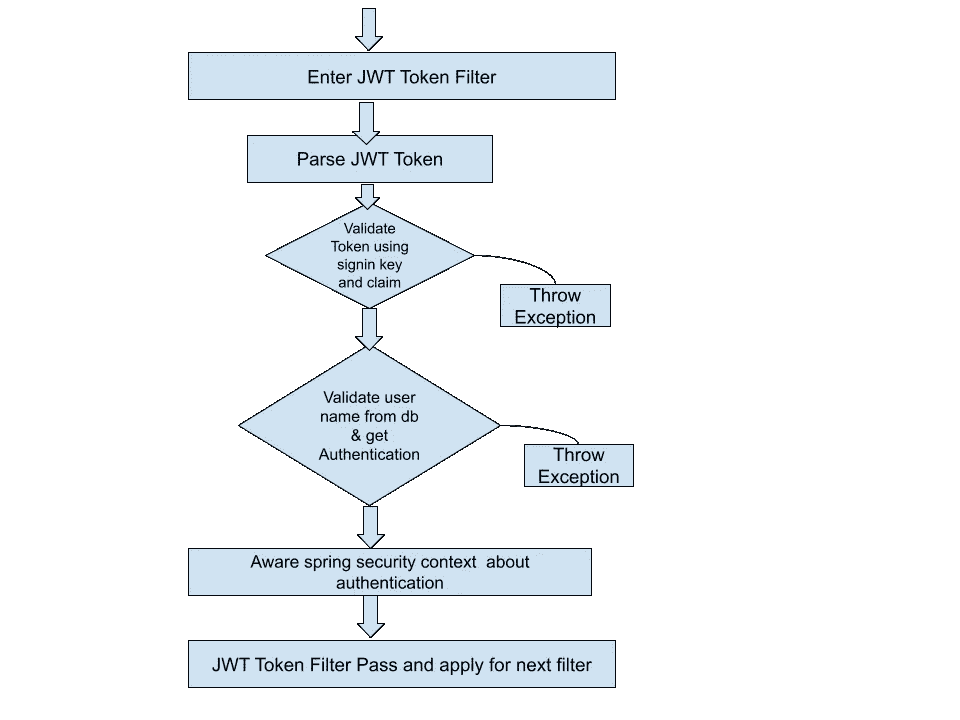 Enter JWT Token Filter
Parse JWT Token
Validate
Token using
signin key
and claim
Throw
Exception
Validate user
name from db
& get
Authentication
Throw
Exception
Aware spring security context  about
authentication
JWT Token Filter Pass and apply for next filter